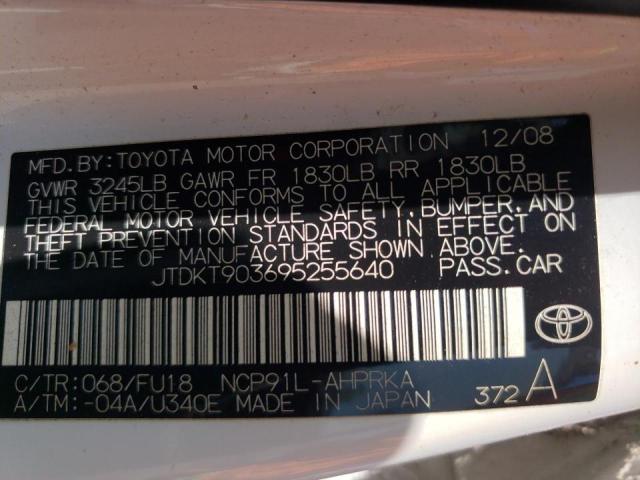 MFD.BY:TOYOTA MOTOR CORPORATION 12/08
GVWR 3245LB GAWR FR 1830LB RR 1830LB
THIS VEHICLE CONFORMS TO ALL APPLICABLE
FEDERAL MOTOR VEHICLE SAFETY, BUMPER, AND
THEFT PREVENTION STANDARDS IN EFFECT ON
THE DATE OF MANUFACTURE SHOWN ABOVE.
JTDKT903695255640 PASS.CAR
C/TR:068/FU18 NCP91L-AHPRKA
A/TM:-04A/U340E MADE IN JAPAN 372 A